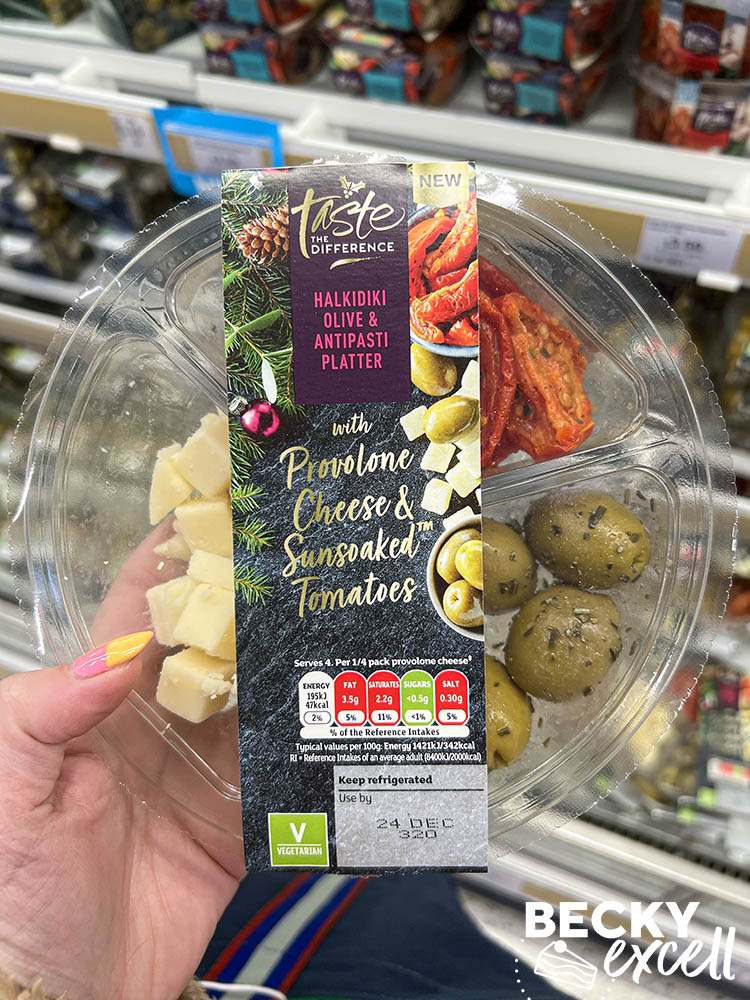 NEW
Taste
THE
DIFFERENCE
HALKIDIKI
OLIVE &
ANTIPASTI
PLATTER
with
Provolone
Cheese &
Sunsoaked™
Tomatoes
Serves 4. Per 1/4 pack provolone cheese*
ENERGY 195kJ 47kcal 2%
FAT 3.5g 5%
SATURATES 2.2g 11%
SUGARS <0.5g <1%
SALT 0.30g 5%
% of the Reference Intakes
Typical values per 100g: Energy 1421kJ/342kcal
RI = Reference Intakes of an average adult (8400kJ/2000kcal)
Keep refrigerated
Use by
24 DEC
320
V
VEGETARIAN
BECKY
excell